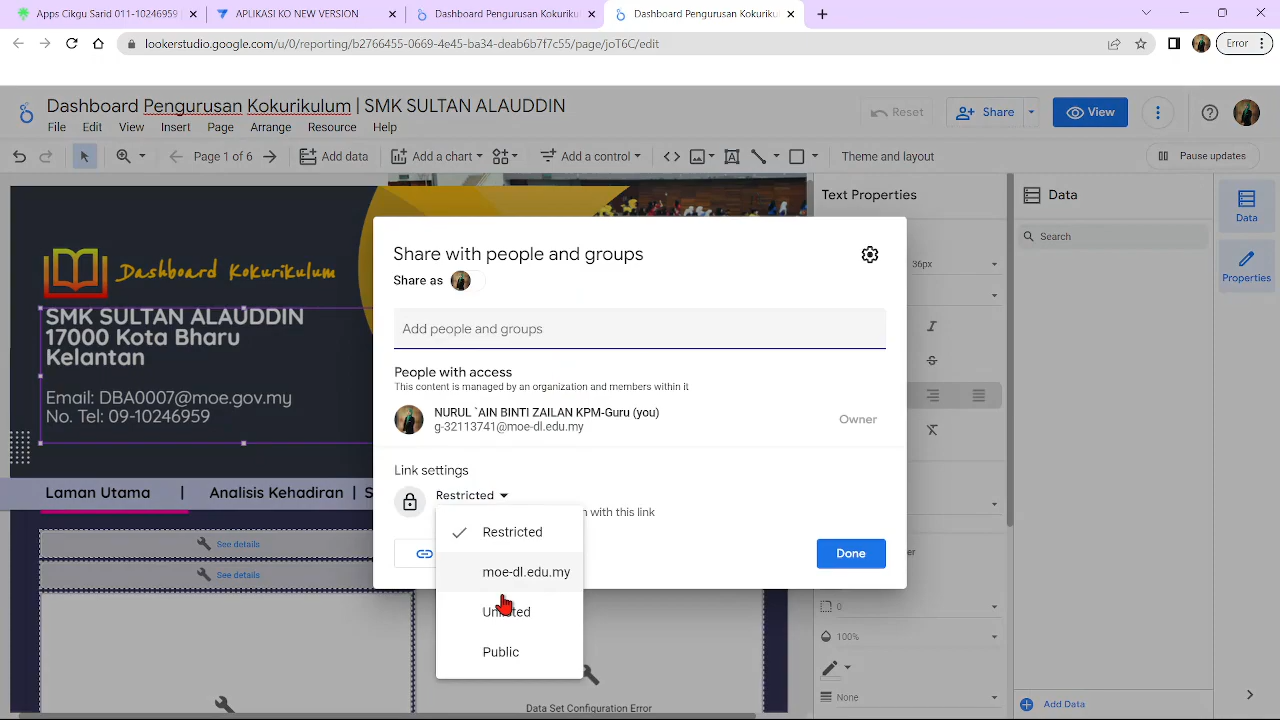 Apps Cikgu Ain 011-26159959
APLIKASI KO NEW VERSION
Dashboard Pengurusan Kokuriku
Dashboard Pengurusan Kokuriku
lookerstudio.google.com/u/0/reporting/b2766455-0669-4e45-ba34-deab6b7f7c55/page/joT6C/edit
Error
Dashboard Pengurusan Kokurikulum | SMK SULTAN ALAUDDIN
Reset
Share
View
File Edit View Insert Page Arrange Resource Help
Page 1 of 6
Add data
Add a chart
Add a control
Theme and layout
Pause updates
Dashboard Kokurikulum
SMK SULTAN ALAUDDIN
17000 Kota Bharu
Kelantan
Email: DBA0007@moe.gov.my
No. Tel: 09-10246959
Laman Utama | Analisis Kehadiran | S
See details
See details
Data Set Configuration Error
Share with people and groups
Share as
Add people and groups
People with access
This content is managed by an organization and members within it
NURUL `AIN BINTI ZAILAN KPM-Guru (you)
g-32113741@moe-dl.edu.my
Owner
Link settings
Restricted
with this link
Restricted
moe-dl.edu.my
Unlisted
Public
Done
Text Properties
36px
0
100%
None
Data
Search
Add Data
Data
Properties